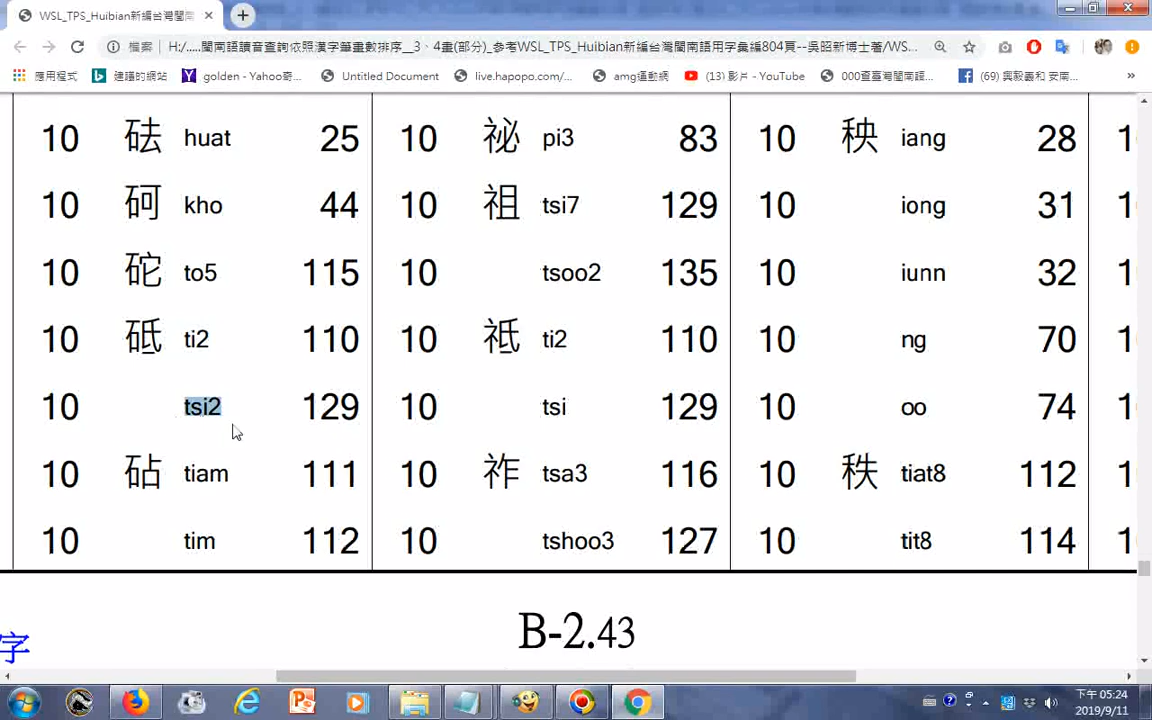 WSL_TPS_Huibian新編台灣閩南
檔案 H:/.....閩南語讀音查詢依照漢字筆畫數排序__3、4畫(部分)_參考WSL_TPS_Huibian新編台灣閩南語用字彙編804頁--吳昭新博士著/WS...
應用程式 建議的網站 golden - Yahoo奇... Untitled Document live.hapopo.com/... amg運動網 (13) 影片 - YouTube 000查臺灣閩南語... (69) 興毅義和 安南... »
10 砝 huat 25 10 祕 pi3 83 10 秧 iang 28
10 砢 kho 44 10 祖 tsi7 129 10 iong 31
10 砣 to5 115 10 tsoo2 135 10 iunn 32
10 砥 ti2 110 10 祗 ti2 110 10 ng 70
10 tsi2 129 10 tsi 129 10 oo 74
10 砧 tiam 111 10 祚 tsa3 116 10 秩 tiat8 112
10 tim 112 10 tshoo3 127 10 tit8 114
B-2.43
字
下午 05:24
2019/9/11